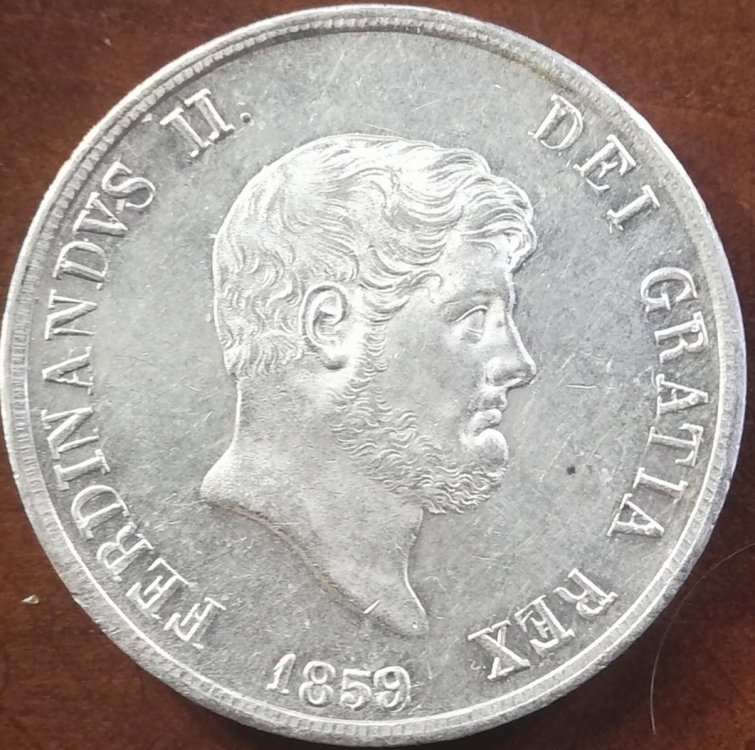 FERDINANDVS II.
DEI GRATIA REX
1859